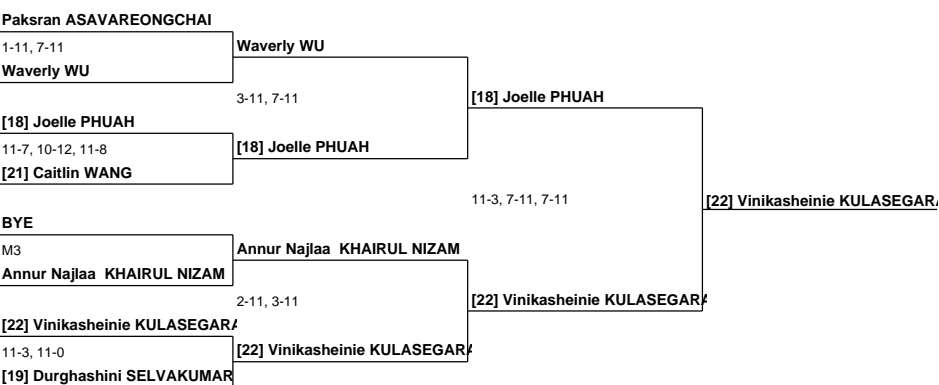 Paksran ASAVAREONGCHAI
1-11, 7-11
Waverly WU
Waverly WU
3-11, 7-11
[18] Joelle PHUAH
[18] Joelle PHUAH
11-7, 10-12, 11-8
[18] Joelle PHUAH
[21] Caitlin WANG
11-3, 7-11, 7-11
[22] Vinikasheinie KULASEGARA
BYE
M3
Annur Najlaa KHAIRUL NIZAM
Annur Najlaa KHAIRUL NIZAM
2-11, 3-11
[22] Vinikasheinie KULASEGARA
[22] Vinikasheinie KULASEGARA
11-3, 11-0
[22] Vinikasheinie KULASEGARA
[19] Durghashini SELVAKUMAR